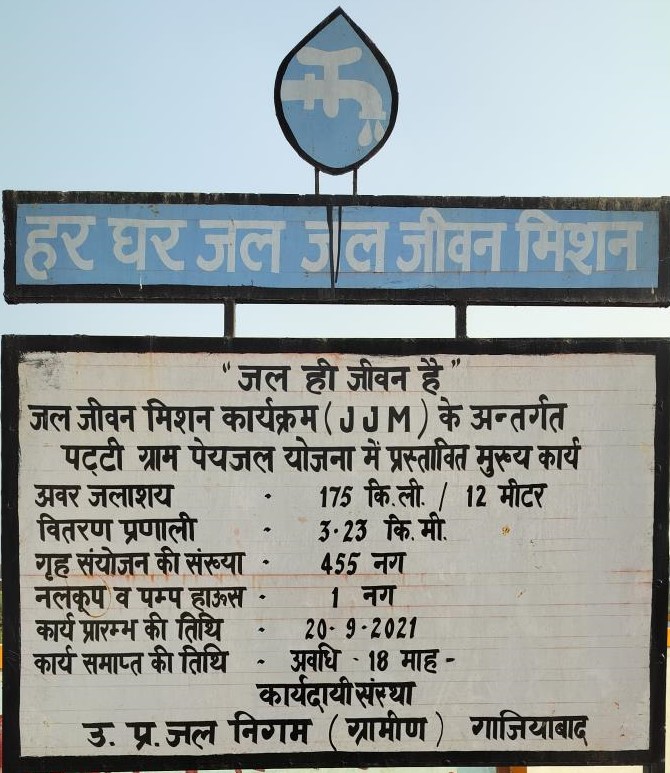 हर घर जल जल जीवन मिशन
"जल ही जीवन है"
जल जीवन मिशन कार्यक्रम (JJM) के अन्तर्गत
पट्टी ग्राम पेयजल योजना में प्रस्तावित मुख्य कार्य
अवर जलाशय - 175 कि.ली. / 12 मीटर
वितरण प्रणाली - 3.23 कि.मी.
गृह संयोजन की संख्या - 455 नग
नलकूप व पम्प हाऊस - 1 नग
कार्य प्रारम्भ की तिथि - 20-9-2021
कार्य समाप्त की तिथि - अवधि - 18 माह -
कार्यदायी संस्था
उ. प्र. जल निगम (ग्रामीण) गाजियाबाद